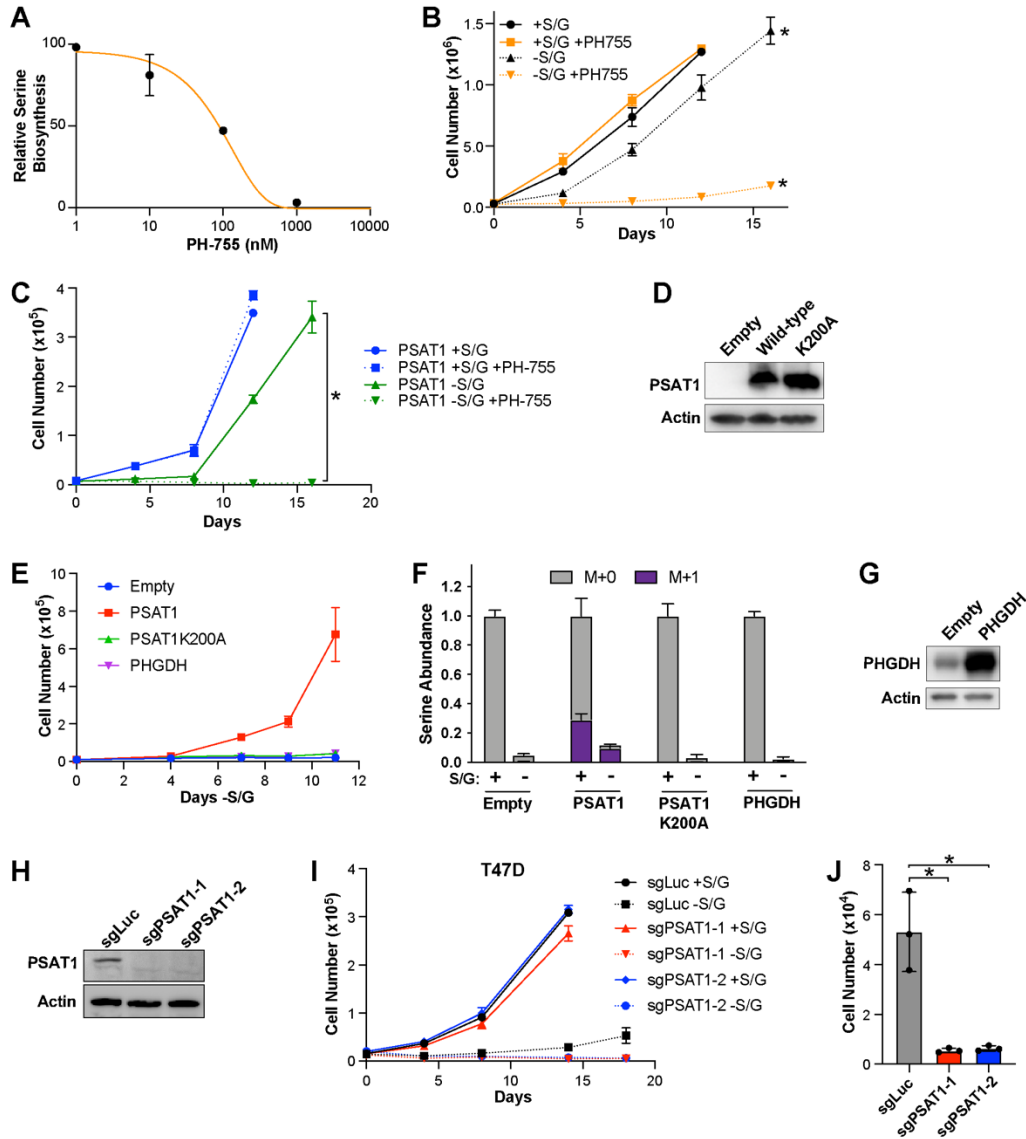 A
Relative Serine
Biosynthesis
100
50
0
1
10
100
1000
10000
PH-755 (nM)
B
Cell Number (x10⁶)
1.5
1.0
5.0
0.0
0
5
10
15
Days
+S/G
+S/G +PH755
-S/G
-S/G +PH755
*
*
C
Cell Number (x10⁵)
4
3
2
1
0
0
5
10
15
20
Days
*
PSAT1 +S/G
PSAT1 +S/G +PH-755
PSAT1 -S/G
PSAT1 -S/G +PH-755
D
Empty
Wild-type
K200A
PSAT1
Actin
E
Cell Number (x10⁵)
10
8
6
4
2
0
0
2
4
6
8
10
12
Days -S/G
Empty
PSAT1
PSAT1K200A
PHGDH
F
M+0
M+1
Serine Abundance
1.0
0.8
0.6
0.4
0.2
0.0
S/G: + - + - + - + -
Empty
PSAT1
PSAT1
K200A
PHGDH
G
Empty
PHGDH
PHGDH
Actin
H
sgLuc
sgPSAT1-1
sgPSAT1-2
PSAT1
Actin
I
T47D
Cell Number (x10⁵)
4
3
2
1
0
0
5
10
15
20
Days
sgLuc +S/G
sgLuc -S/G
sgPSAT1-1 +S/G
sgPSAT1-1 -S/G
sgPSAT1-2 +S/G
sgPSAT1-2 -S/G
J
Cell Number (x10⁴)
8
6
4
2
0
*
*
sgLuc
sgPSAT1-1
sgPSAT1-2